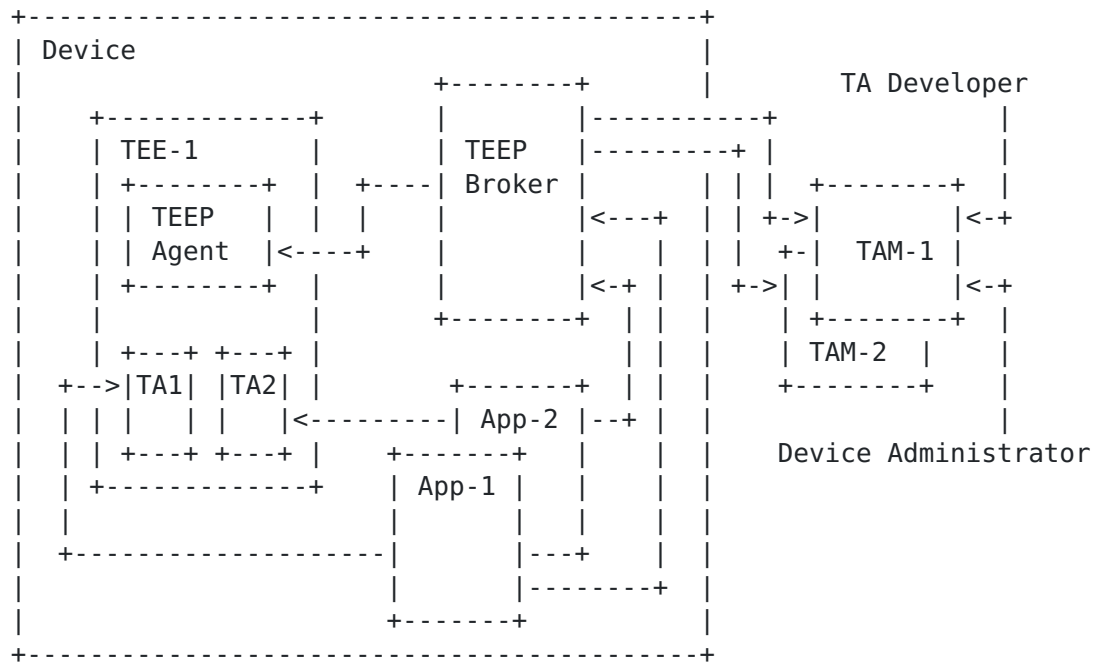 Device
TA Developer
TEE-1
TEEP
Broker
TEEP
Agent
TAM-1
TAM-2
TA1
TA2
App-2
Device Administrator
App-1